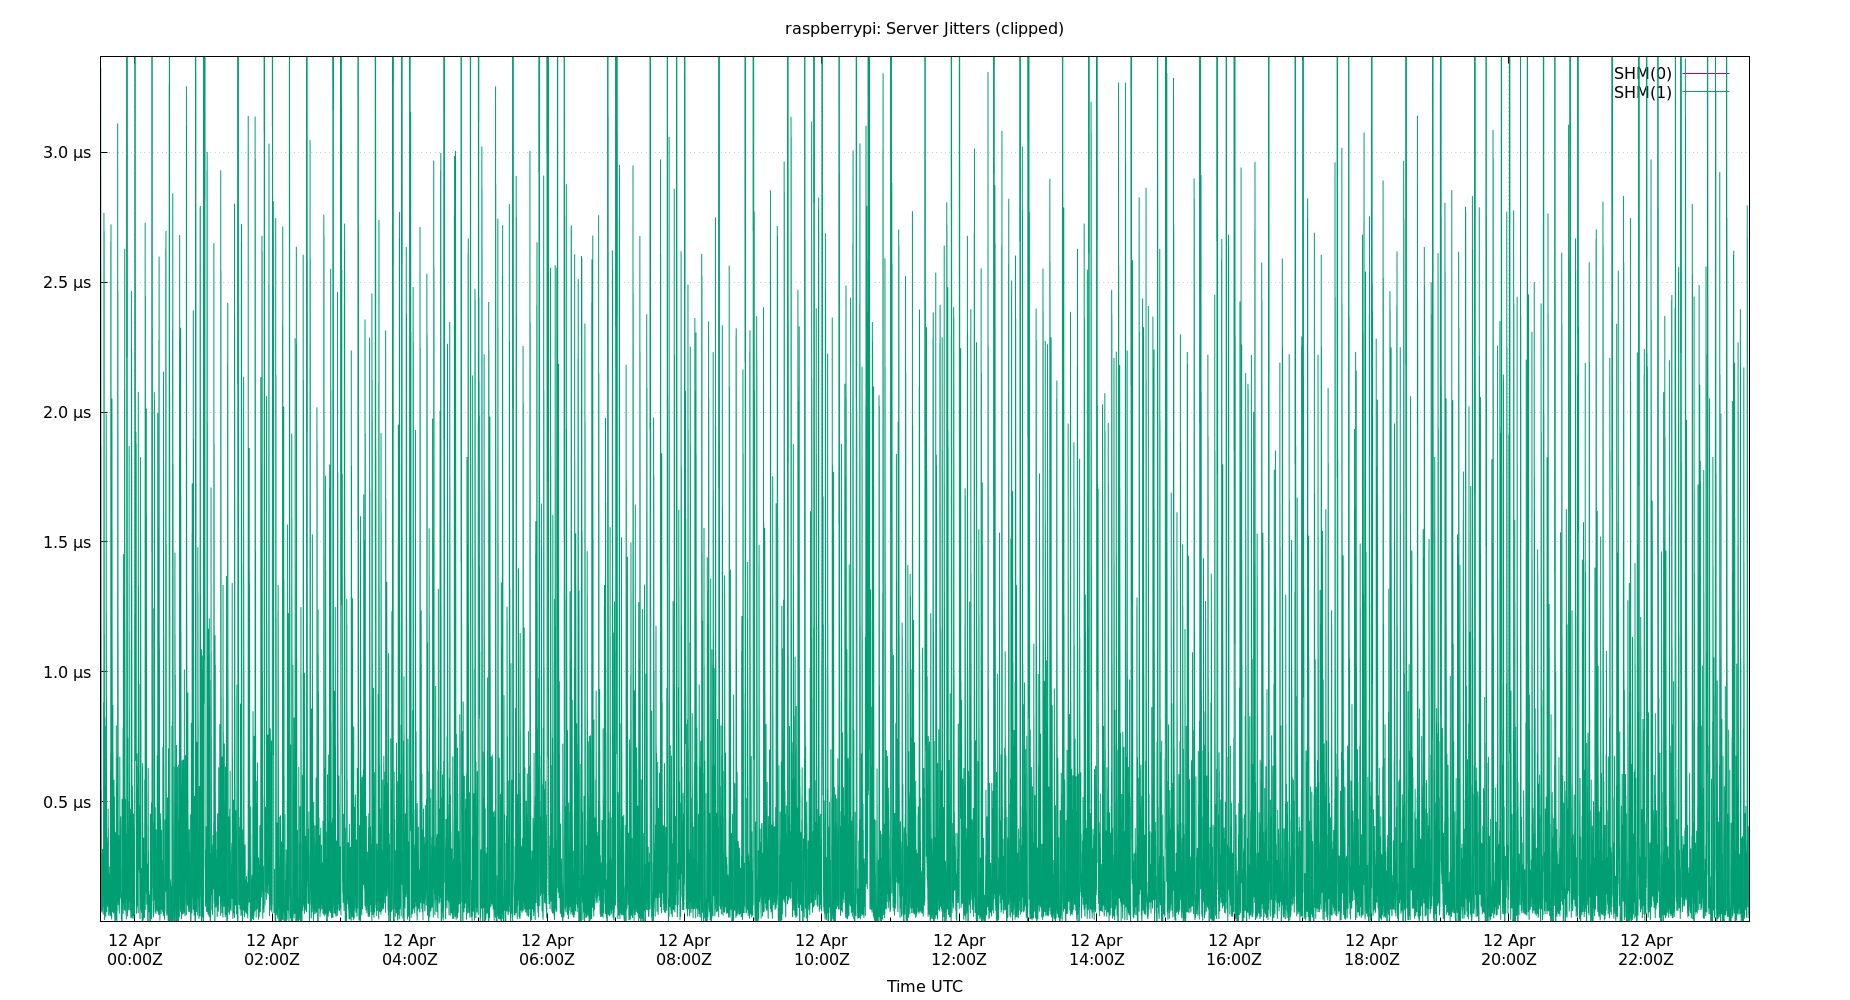 raspberrypi: Server Jitters (clipped)
SHM(0)
SHM(1)
3.0 µs
2.5 µs
2.0 µs
1.5 µs
1.0 µs
0.5 µs
12 Apr 12 Apr 12 Apr 12 Apr 12 Apr 12 Apr 12 Apr 12 Apr 12 Apr 12 Apr 12 Apr 12 Apr
00:00Z 02:00Z 04:00Z 06:00Z 08:00Z 10:00Z 12:00Z 14:00Z 16:00Z 18:00Z 20:00Z 22:00Z
Time UTC